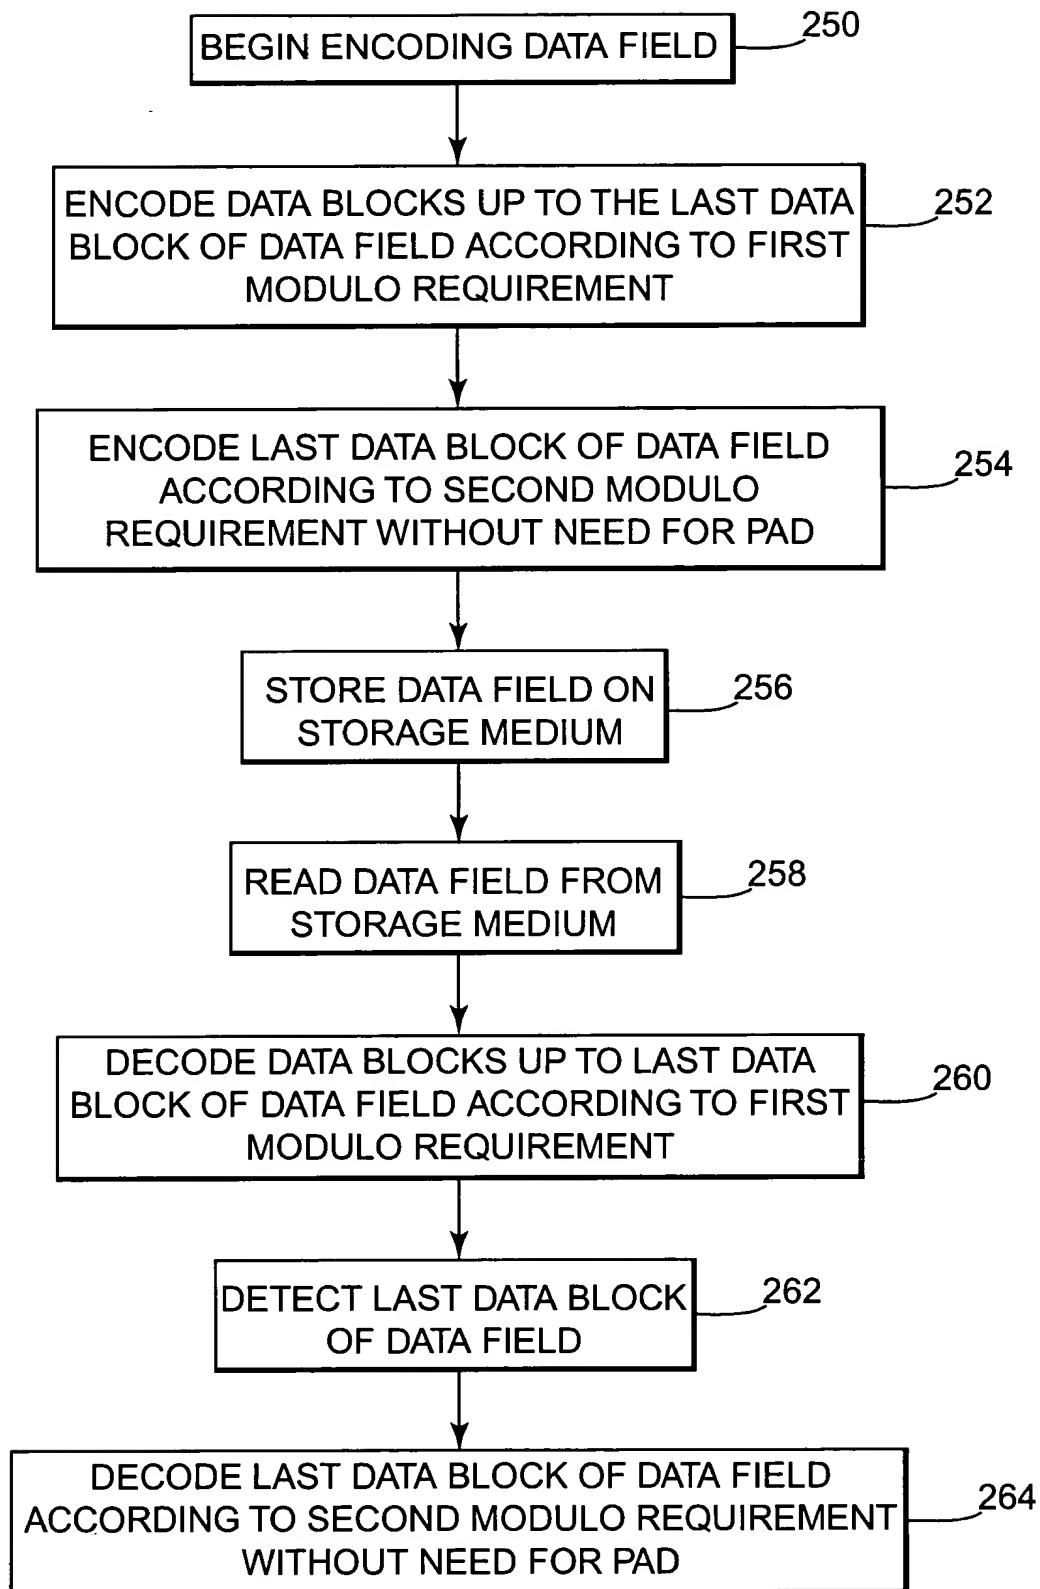 BEGIN ENCODING DATA FIELD
250
ENCODE DATA BLOCKS UP TO THE LAST DATA
BLOCK OF DATA FIELD ACCORDING TO FIRST
MODULO REQUIREMENT
252
ENCODE LAST DATA BLOCK OF DATA FIELD
ACCORDING TO SECOND MODULO
REQUIREMENT WITHOUT NEED FOR PAD
254
STORE DATA FIELD ON
STORAGE MEDIUM
256
READ DATA FIELD FROM
STORAGE MEDIUM
258
DECODE DATA BLOCKS UP TO LAST DATA
BLOCK OF DATA FIELD ACCORDING TO FIRST
MODULO REQUIREMENT
260
DETECT LAST DATA BLOCK
OF DATA FIELD
262
DECODE LAST DATA BLOCK OF DATA FIELD
ACCORDING TO SECOND MODULO REQUIREMENT
WITHOUT NEED FOR PAD
264